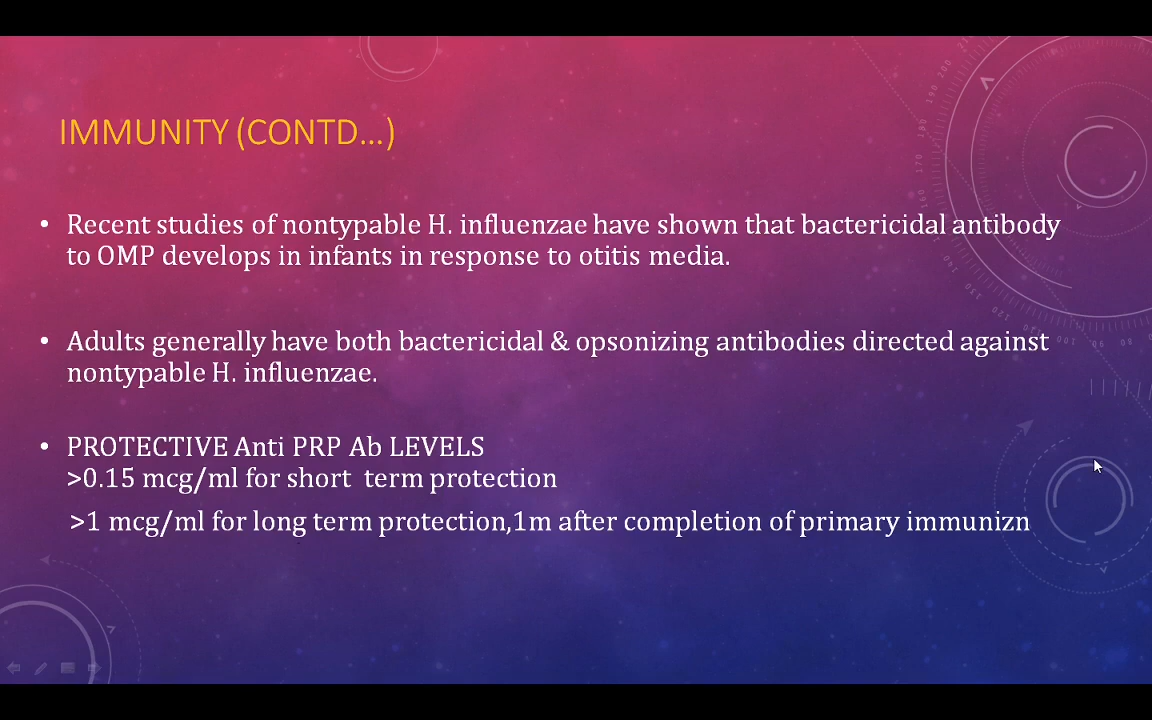 IMMUNITY (CONTD...)
• Recent studies of nontypable H. influenzae have shown that bactericidal antibody
to OMP develops in infants in response to otitis media.
• Adults generally have both bactericidal & opsonizing antibodies directed against
nontypable H. influenzae.
• PROTECTIVE Anti PRP Ab LEVELS
>0.15 mcg/ml for short  term protection
>1 mcg/ml for long term protection,1m after completion of primary immunizn